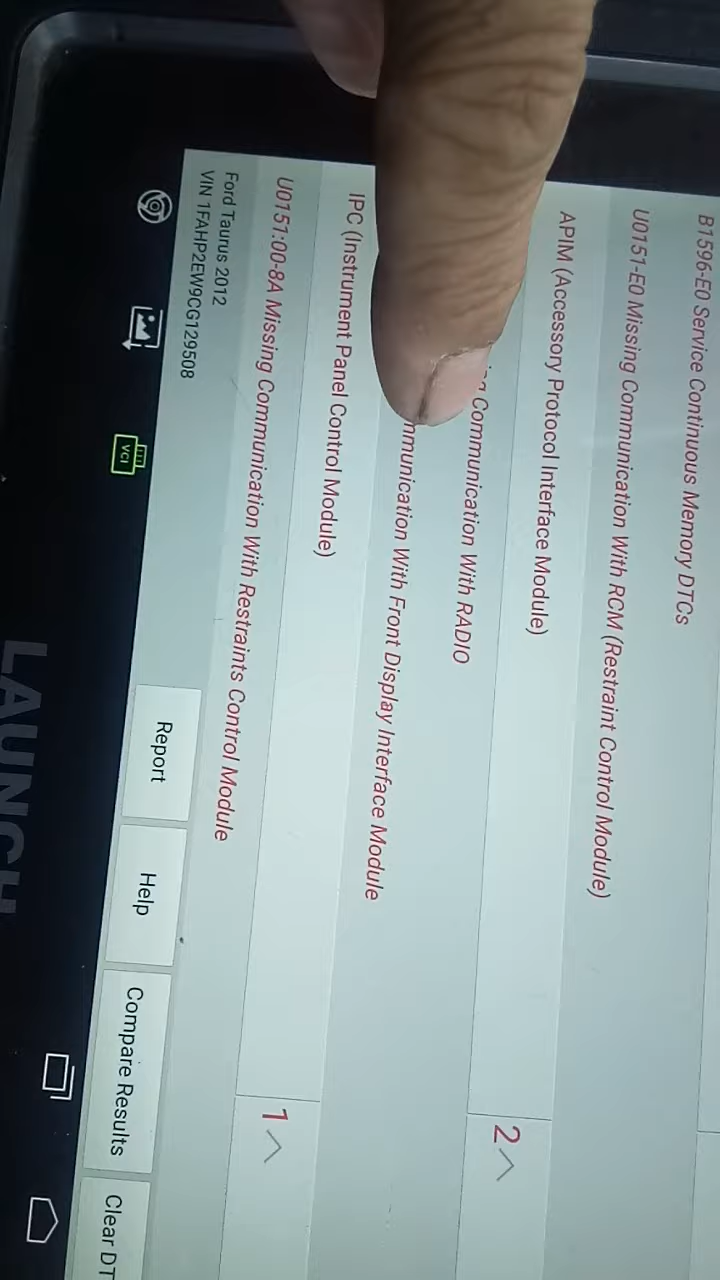 B1596-E0 Service Continuous Memory DTCs
U0151-E0 Missing Communication With RCM (Restraint Control Module)
APIM (Accessory Protocol Interface Module)
2
Communication With RADIO
With Front Display Interface Module
IPC (Instrument Panel Control Module)
1
U0151:00-8A Missing Communication With Restraints Control Module
Ford Taurus 2012
VIN 1FAHP2EW9CG129508
Report
Help
Compare Results
Clear DT
VCI
LAUNCH